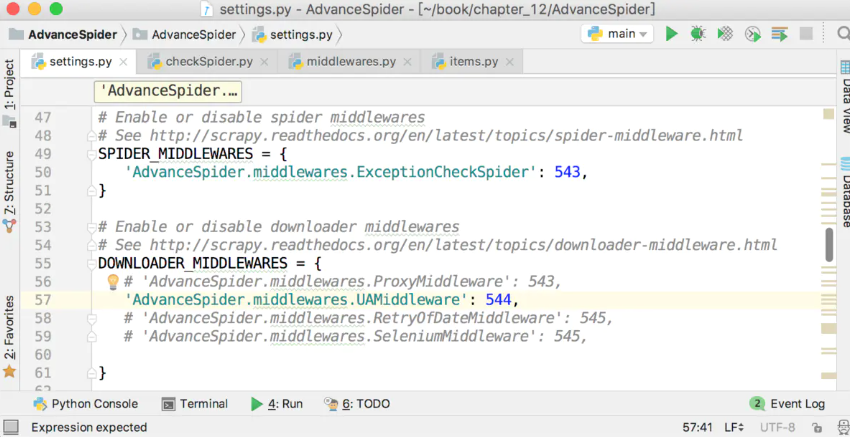 settings.py - AdvanceSpider - [~/book/chapter_12/AdvanceSpider]
AdvanceSpider AdvanceSpider settings.py main
settings.py checkSpider.py middlewares.py items.py
1: Project
7: Structure
2: Favorites
Data View
Database
'AdvanceSpider.…
47 # Enable or disable spider middlewares
48 # See http://scrapy.readthedocs.org/en/latest/topics/spider-middleware.html
49 SPIDER_MIDDLEWARES = {
50 'AdvanceSpider.middlewares.ExceptionCheckSpider': 543,
51 }
52
53 # Enable or disable downloader middlewares
54 # See http://scrapy.readthedocs.org/en/latest/topics/downloader-middleware.html
55 DOWNLOADER_MIDDLEWARES = {
56 # 'AdvanceSpider.middlewares.ProxyMiddleware': 543,
57 'AdvanceSpider.middlewares.UAMiddleware': 544,
58 # 'AdvanceSpider.middlewares.RetryOfDateMiddleware': 545,
59 # 'AdvanceSpider.middlewares.SeleniumMiddleware': 545,
60
61 }
Python Console Terminal 4: Run 6: TODO 2 Event Log
Expression expected 57:41 LF UTF-8